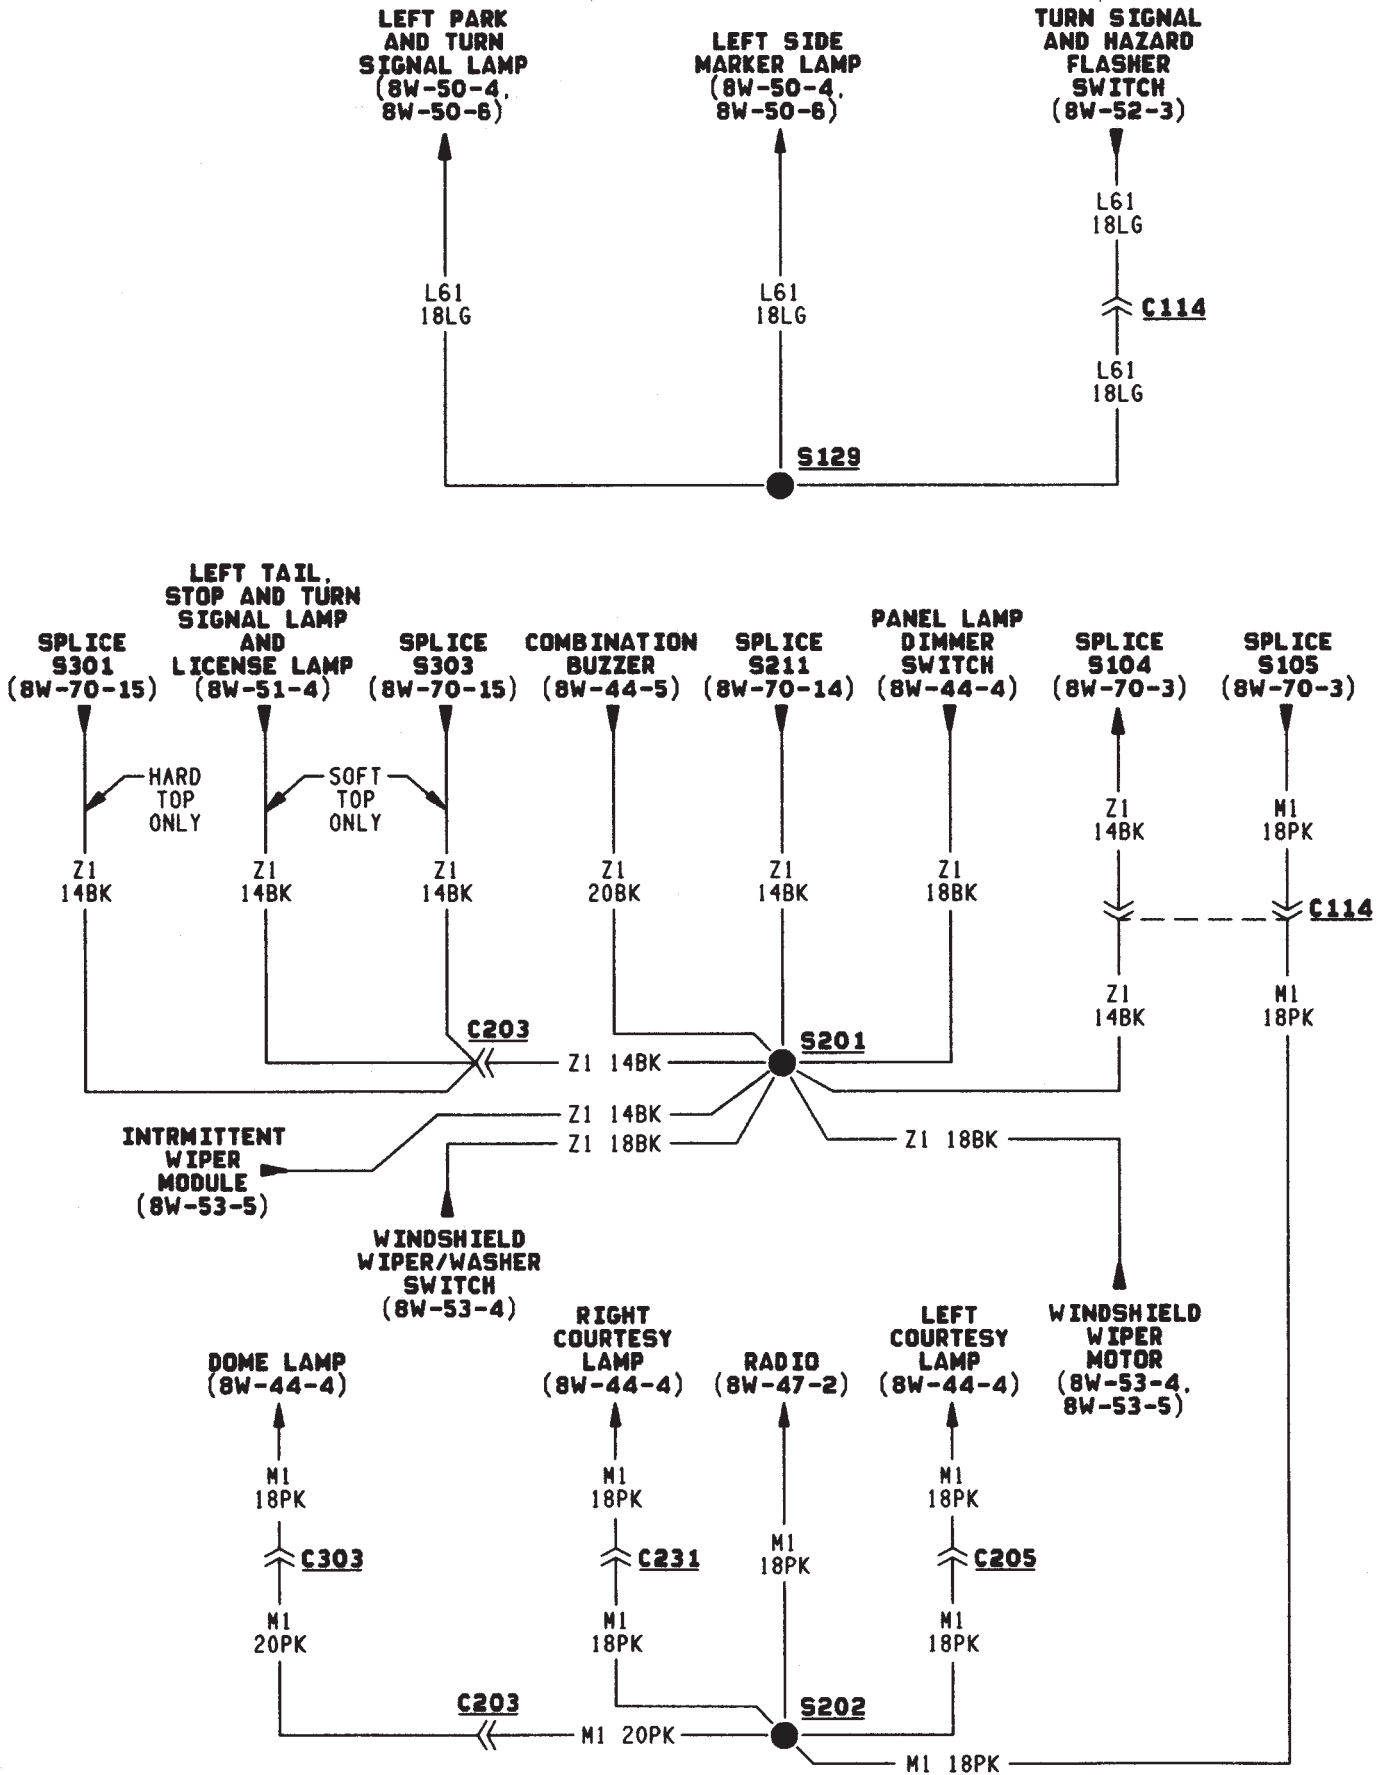 LEFT PARK
AND TURN
SIGNAL LAMP
(8W-50-4,
8W-50-6)
LEFT SIDE
MARKER LAMP
(8W-50-4,
8W-50-6)
TURN SIGNAL
AND HAZARD
FLASHER
SWITCH
(8W-52-3)
L61
18LG
L61
18LG
L61
18LG
C114
L61
18LG
S129
SPLICE
S301
(8W-70-15)
LEFT TAIL,
STOP AND TURN
SIGNAL LAMP
AND
LICENSE LAMP
(8W-51-4)
SPLICE
S303
(8W-70-15)
COMBINATION
BUZZER
(8W-44-5)
SPLICE
S211
(8W-70-14)
PANEL LAMP
DIMMER
SWITCH
(8W-44-4)
SPLICE
S104
(8W-70-3)
SPLICE
S105
(8W-70-3)
HARD
TOP
ONLY
SOFT
TOP
ONLY
Z1
14BK
M1
18PK
Z1
14BK
Z1
14BK
Z1
14BK
Z1
20BK
Z1
14BK
Z1
18BK
C114
Z1
14BK
M1
18PK
C203
Z1 14BK
S201
Z1 14BK
Z1 18BK
Z1 18BK
INTRMITTENT
WIPER
MODULE
(8W-53-5)
WINDSHIELD
WIPER/WASHER
SWITCH
(8W-53-4)
WINDSHIELD
WIPER
MOTOR
(8W-53-4,
8W-53-5)
DOME LAMP
(8W-44-4)
RIGHT
COURTESY
LAMP
(8W-44-4)
RADIO
(8W-47-2)
LEFT
COURTESY
LAMP
(8W-44-4)
M1
18PK
M1
18PK
M1
18PK
M1
18PK
C303
C231
C205
M1
20PK
M1
18PK
M1
18PK
C203
M1 20PK
S202
M1 18PK